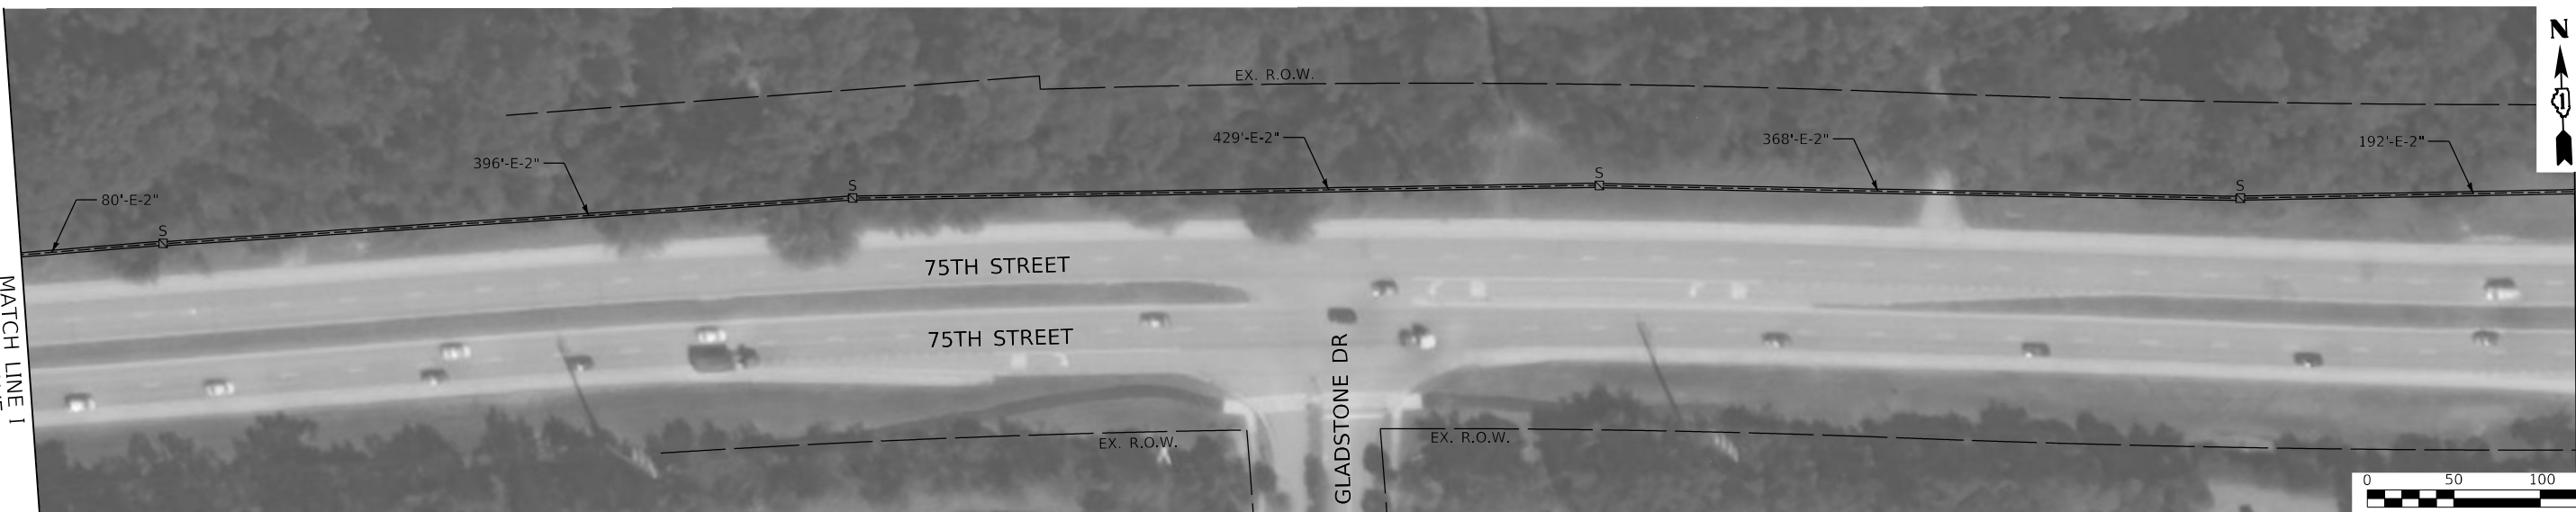 N
EX. R.O.W.
429'-E-2"
368'-E-2"
192'-E-2"
396'-E-2"
80'-E-2"
S
S
S
S
75TH STREET
75TH STREET
MATCH LINE I
GLADSTONE DR
EX. R.O.W.
EX. R.O.W.
0 50 100